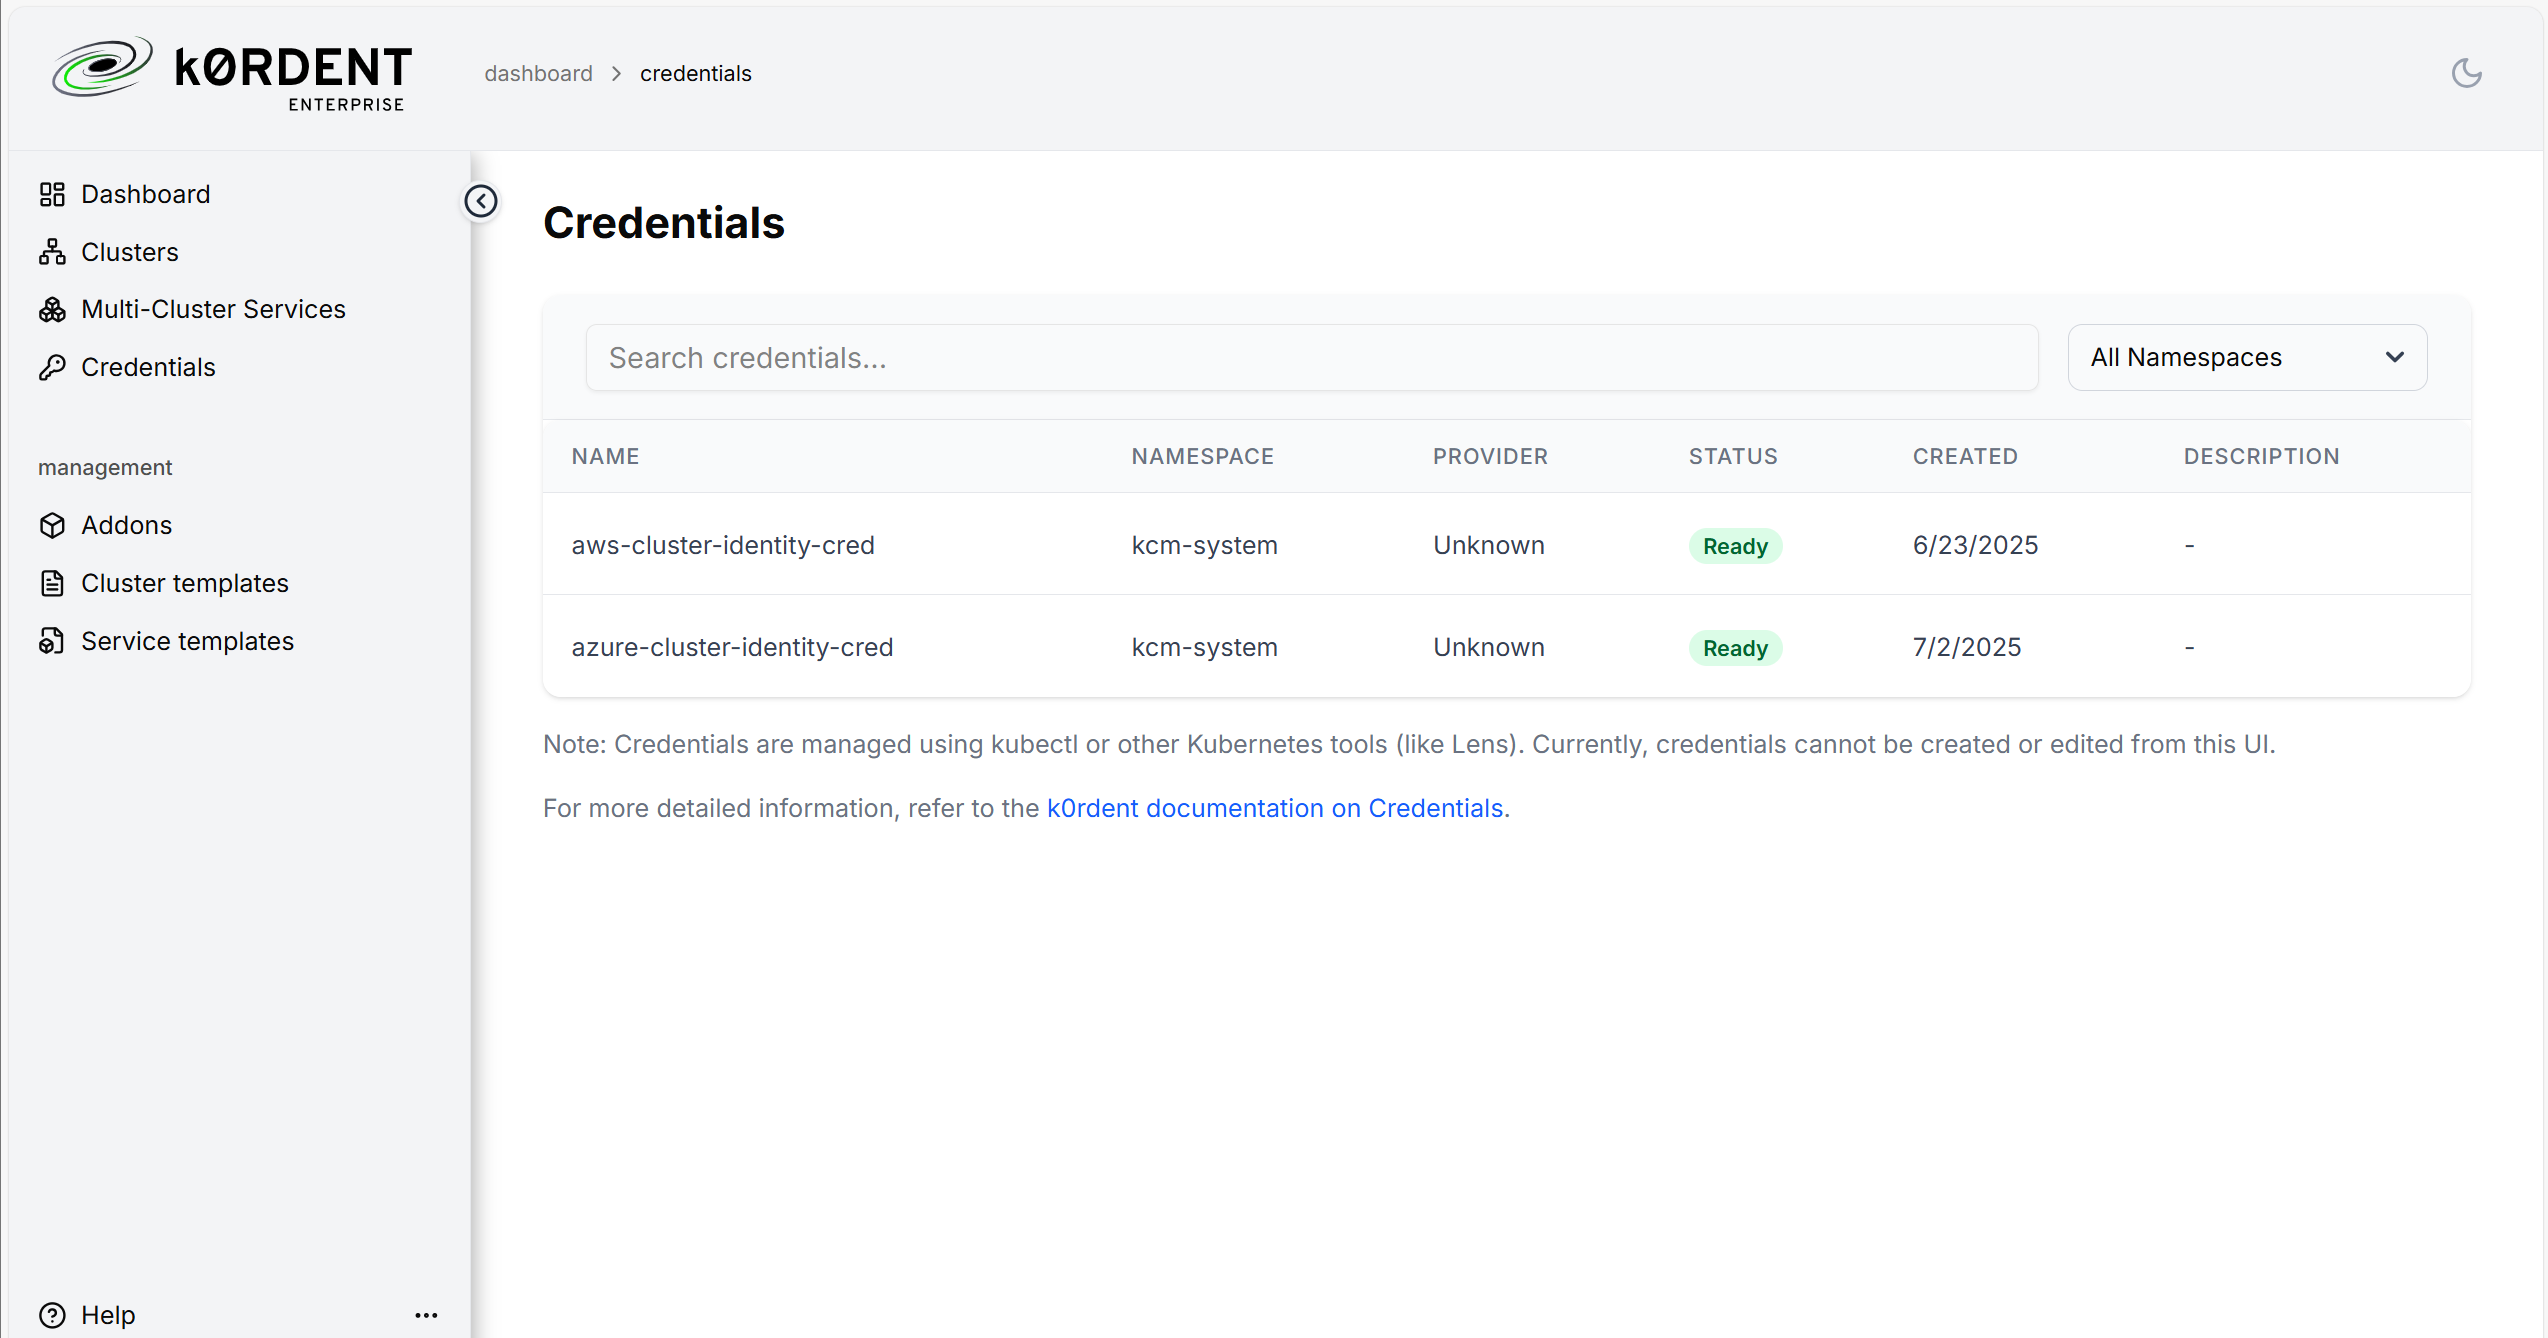 k0RDENT
ENTERPRISE
dashboard > credentials
Dashboard
Clusters
Multi-Cluster Services
Credentials
management
Addons
Cluster templates
Service templates
Help
Credentials
Search credentials...
All Namespaces
NAME NAMESPACE PROVIDER STATUS CREATED DESCRIPTION
aws-cluster-identity-cred kcm-system Unknown Ready 6/23/2025 -
azure-cluster-identity-cred kcm-system Unknown Ready 7/2/2025 -
Note: Credentials are managed using kubectl or other Kubernetes tools (like Lens). Currently, credentials cannot be created or edited from this UI.
For more detailed information, refer to the k0rdent documentation on Credentials.